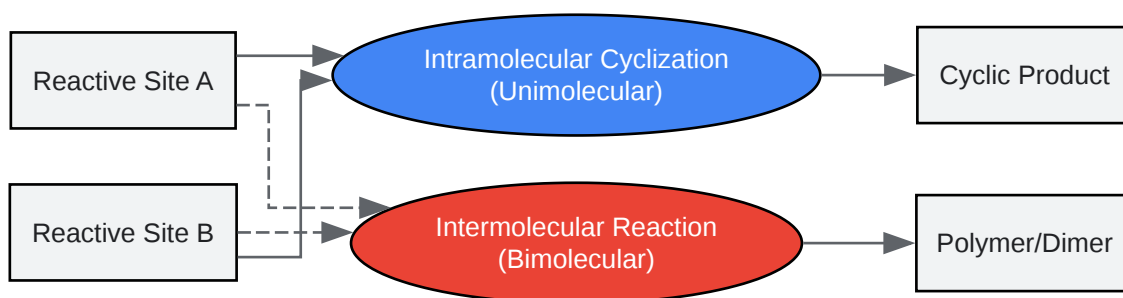 Reactive Site A
Intramolecular Cyclization
(Unimolecular)
Cyclic Product
Reactive Site B
Intermolecular Reaction
(Bimolecular)
Polymer/Dimer